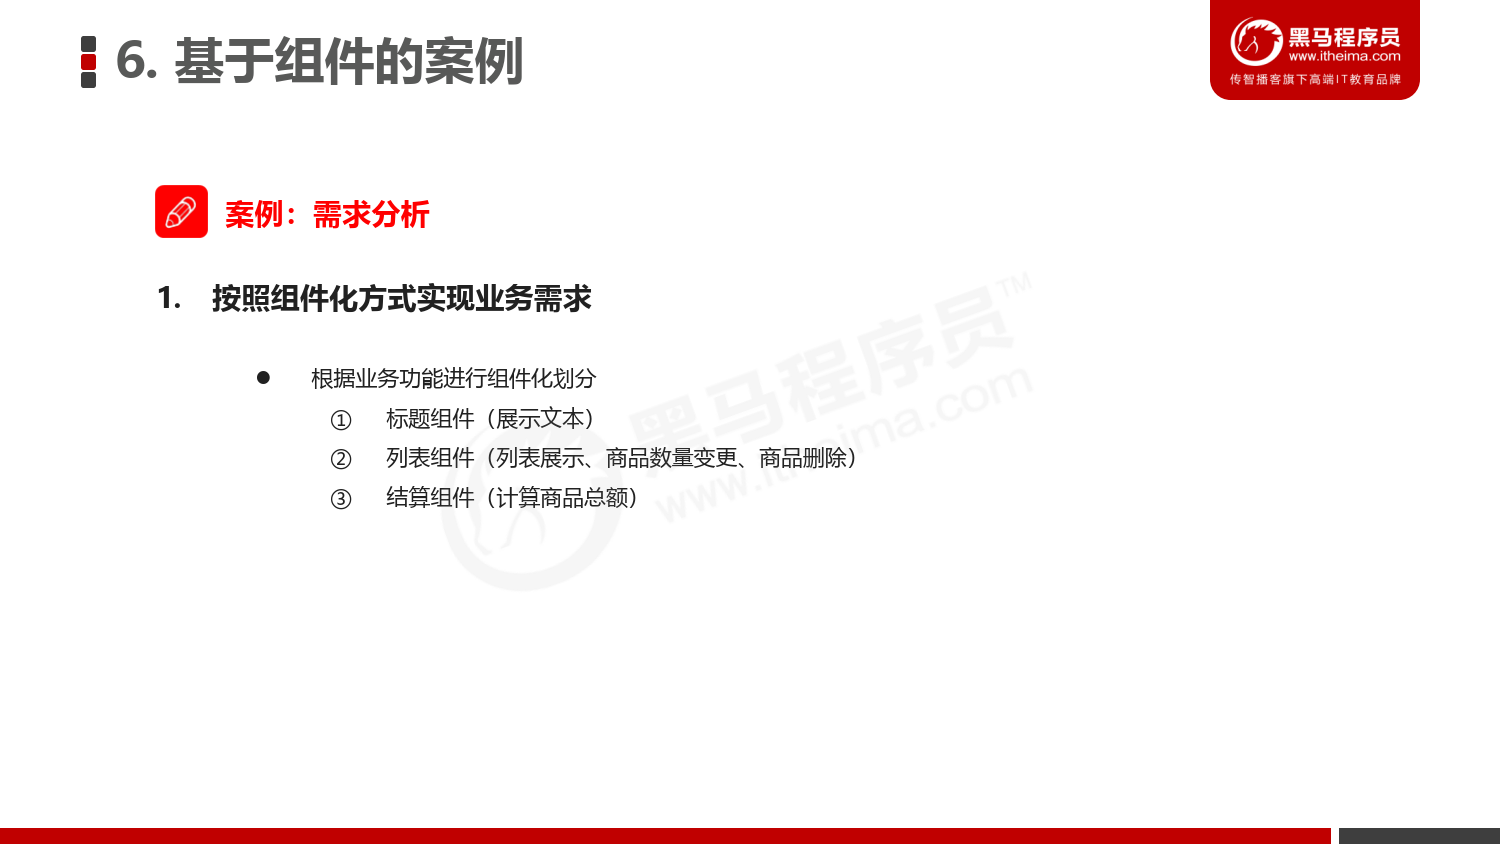 6. 基于组件的案例
黑马程序员
www.itheima.com
传智播客旗下高端IT教育品牌
案例：需求分析
1. 按照组件化方式实现业务需求
● 根据业务功能进行组件化划分
① 标题组件（展示文本）
② 列表组件（列表展示、商品数量变更、商品删除）
③ 结算组件（计算商品总额）
黑马程序员™
www.itheima.com